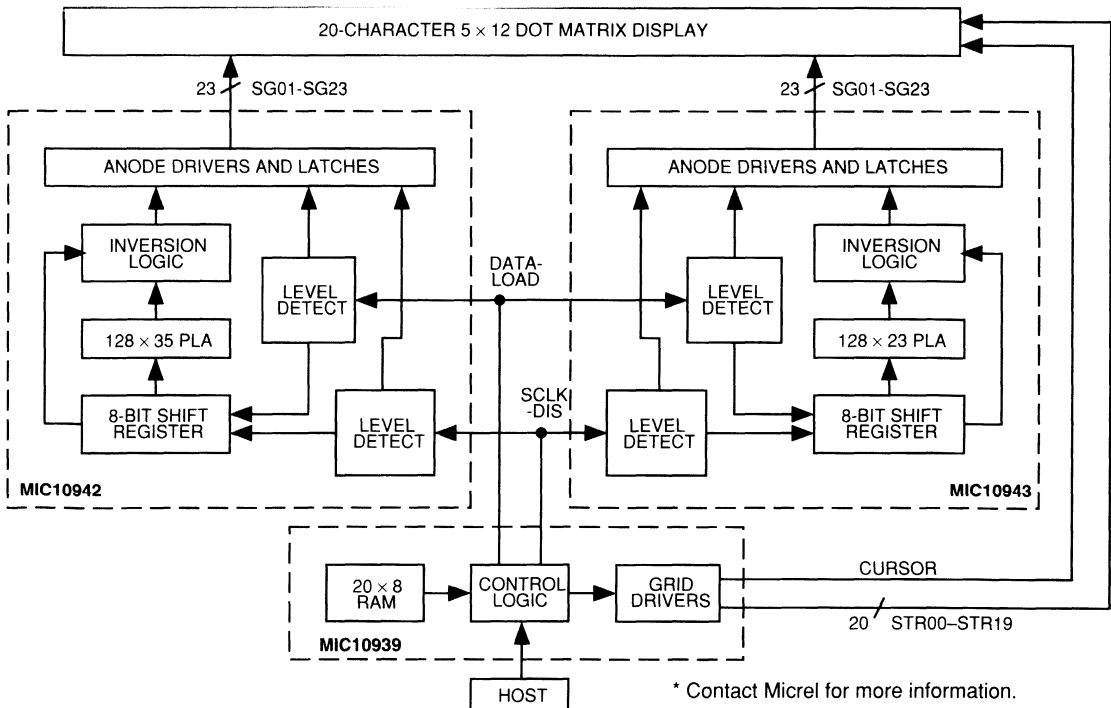 20-CHARACTER 5 × 12 DOT MATRIX DISPLAY
23 SG01-SG23
23 SG01-SG23
ANODE DRIVERS AND LATCHES
INVERSION
LOGIC
LEVEL
DETECT
128 × 35 PLA
8-BIT SHIFT
REGISTER
LEVEL
DETECT
MIC10942
DATA-
LOAD
SCLK
-DIS
ANODE DRIVERS AND LATCHES
INVERSION
LOGIC
LEVEL
DETECT
128 × 23 PLA
LEVEL
DETECT
8-BIT SHIFT
REGISTER
MIC10943
20 × 8
RAM
CONTROL
LOGIC
GRID
DRIVERS
MIC10939
CURSOR
20 STR00–STR19
HOST
* Contact Micrel for more information.